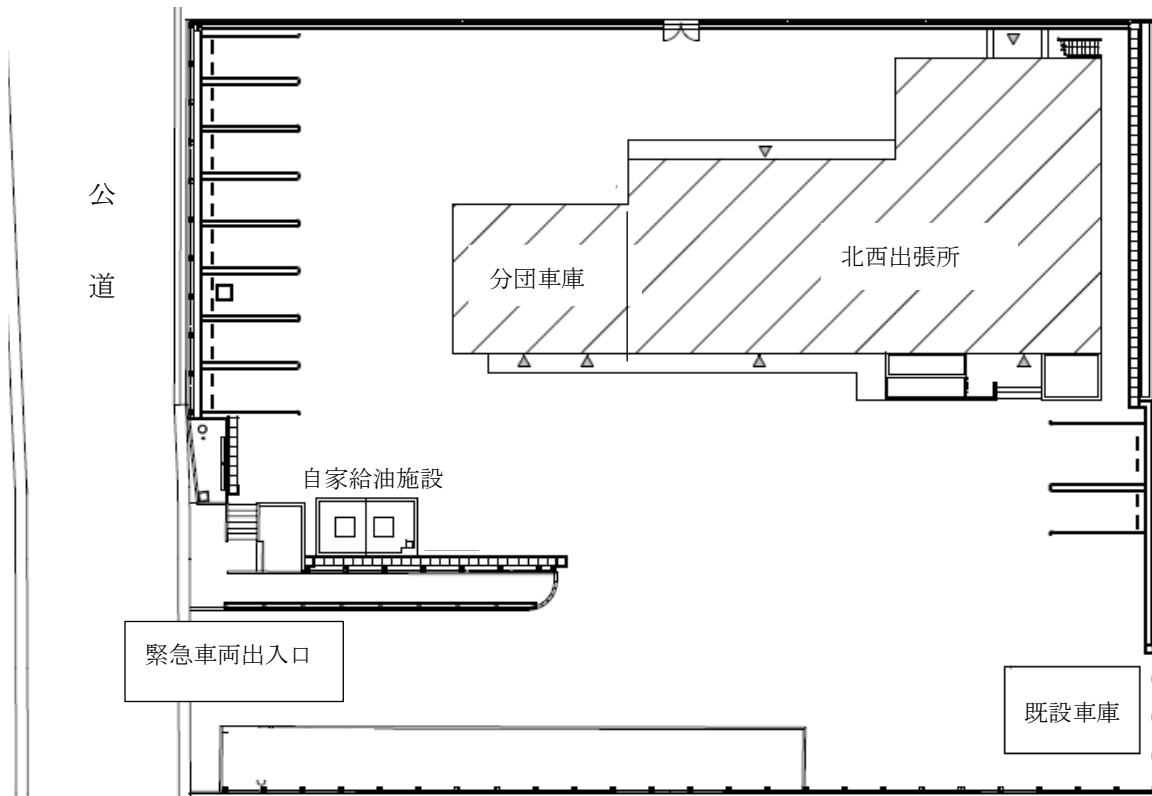 公
道
分団車庫
北西出張所
自家給油施設
緊急車両出入口
既設車庫